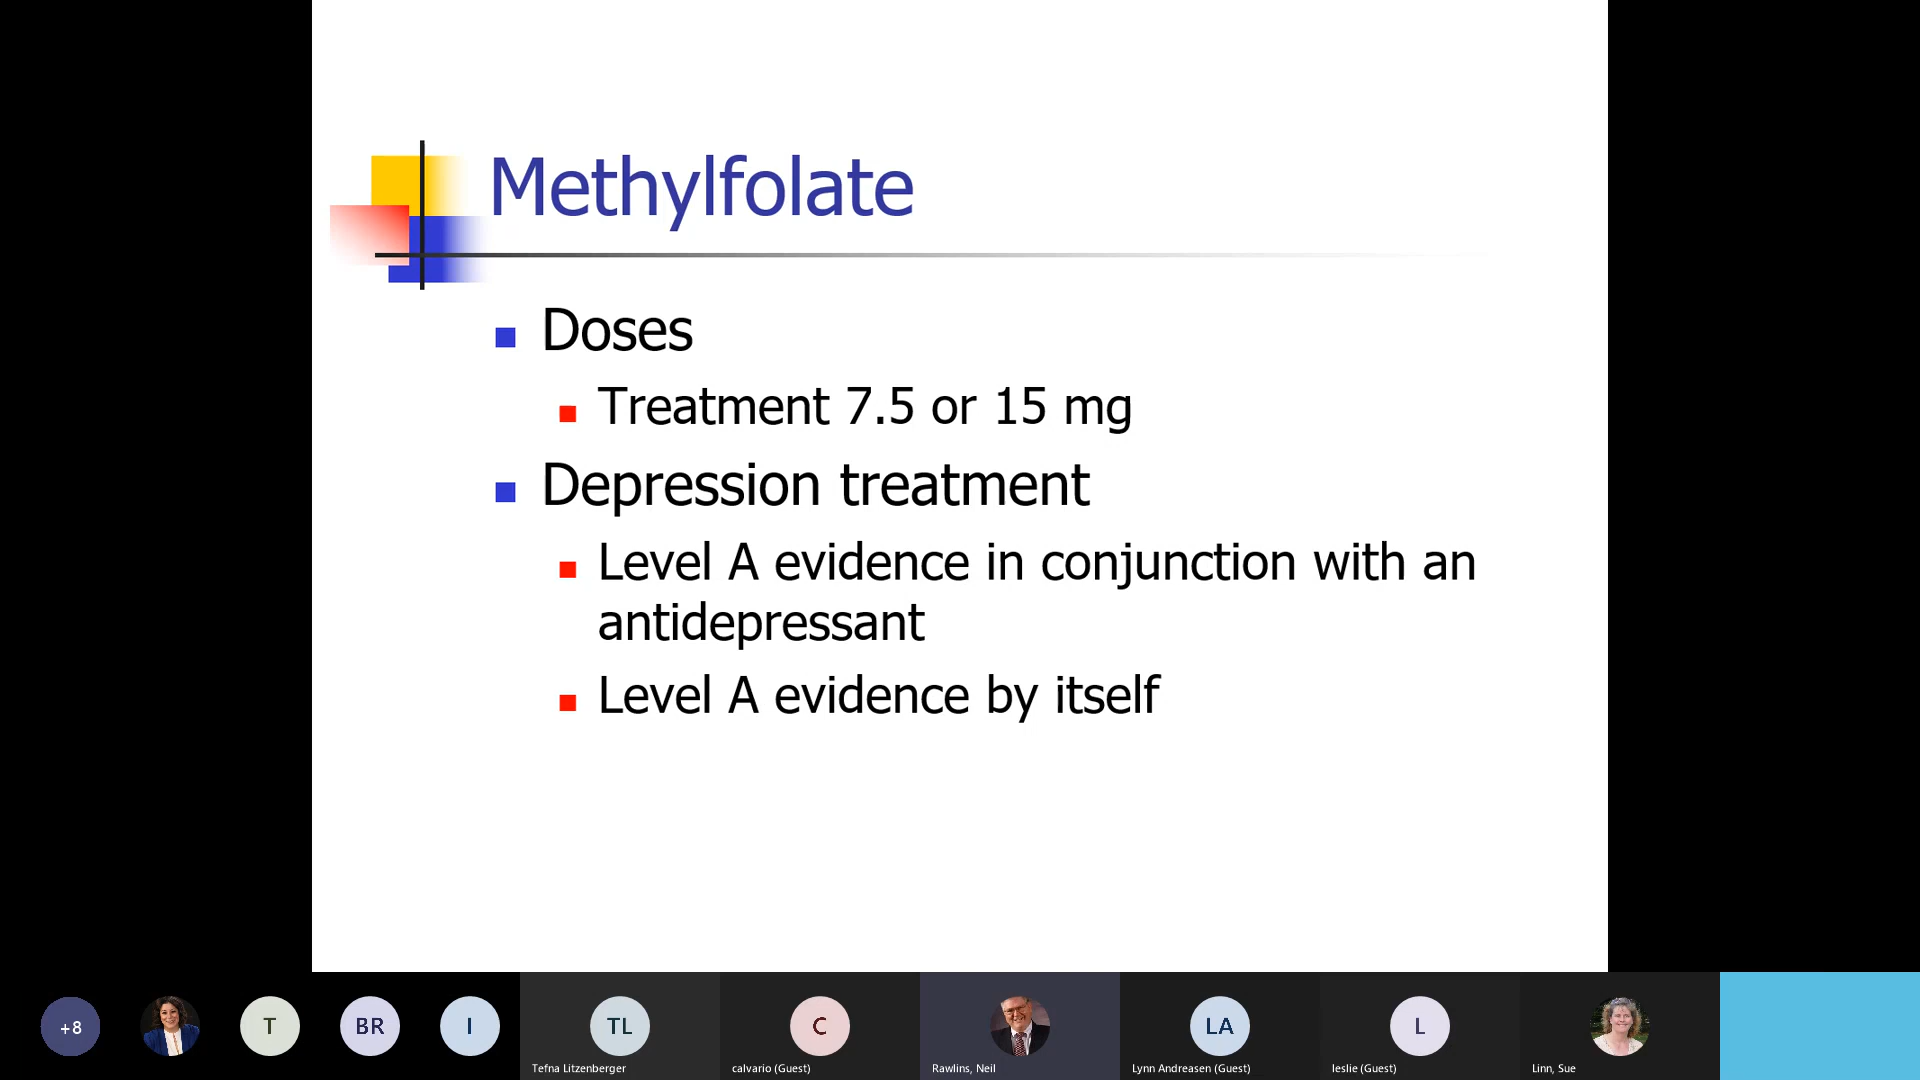 Methylfolate
Doses
Treatment 7.5 or 15 mg
Depression treatment
Level A evidence in conjunction with an
antidepressant
Level A evidence by itself
+8
T
BR
I
TL
C
LA
L
Tefna Litzenberger
calvario (Guest)
Rawlins, Neil
Lynn Andreasen (Guest)
leslie (Guest)
Linn, Sue